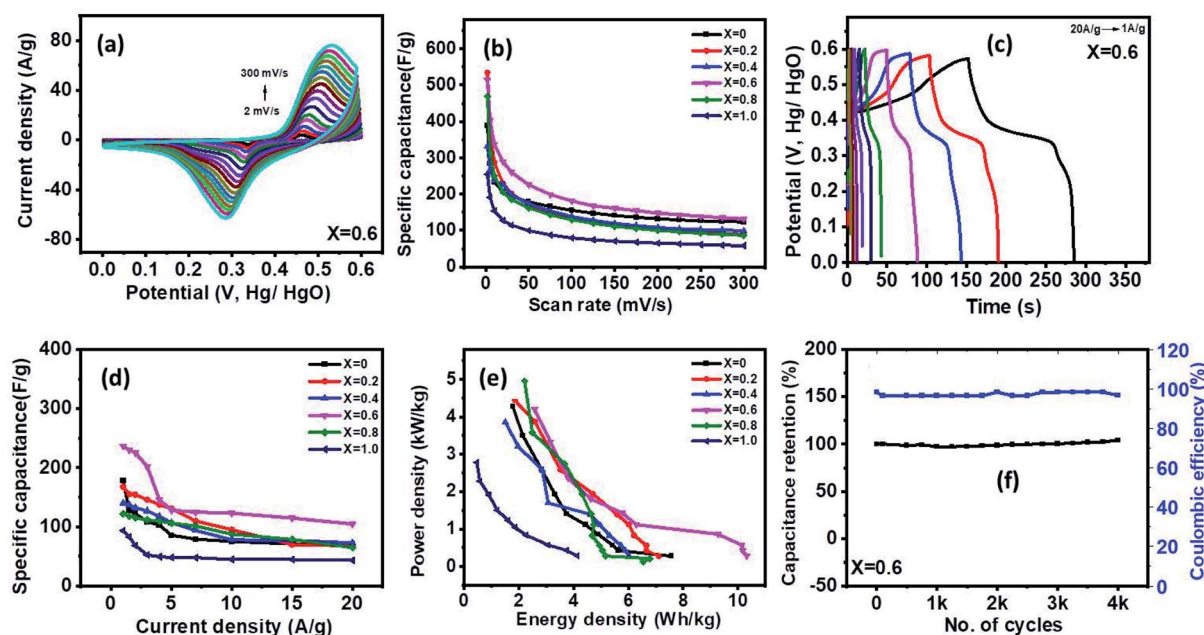 (a)
Current density (A/g)
80
40
0
-40
-80
300 mV/s
2 mV/s
X=0.6
0.0 0.1 0.2 0.3 0.4 0.5 0.6
Potential (V, Hg/ HgO)
(b)
Specific capacitance(F/g)
600
500
400
300
200
100
0
X=0
X=0.2
X=0.4
X=0.6
X=0.8
X=1.0
0 50 100 150 200 250 300
Scan rate (mV/s)
20A/g→1A/g
(c)
X=0.6
Potential (V, Hg/ HgO)
0.6
0.5
0.4
0.3
0.2
0.1
0.0
0 50 100 150 200 250 300 350
Time (s)
(d)
Specific capacitance(F/g)
400
300
200
100
0
X=0
X=0.2
X=0.4
X=0.6
X=0.8
X=1.0
0 5 10 15 20
Current density (A/g)
(e)
Power density (kW/kg)
5
4
3
2
1
0
X=0
X=0.2
X=0.4
X=0.6
X=0.8
X=1.0
0 2 4 6 8 10
Energy density (Wh/kg)
Capacitance retention (%)
200
150
100
50
0
-50
(f)
X=0.6
0 1k 2k 3k 4k
No. of cycles
120
100
80
60
40
20
0
Coulombic efficiency (%)